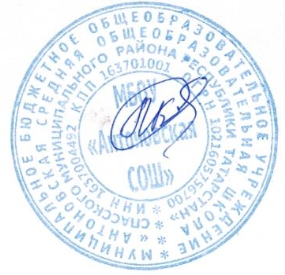 МУНИЦИПАЛЬНОЕ БЮДЖЕТНОЕ ОБЩЕОБРАЗОВАТЕЛЬНОЕ УЧРЕЖДЕНИЕ
* «АНТОНОВСКАЯ СРЕДНЯЯ ОБЩЕОБРАЗОВАТЕЛЬНАЯ ШКОЛА»
СПАССКОГО МУНИЦИПАЛЬНОГО РАЙОНА РЕСПУБЛИКИ ТАТАРСТАН
* ИНН КПП 163701001 ОГРН
МБОУ
«Антоновская
СОШ»